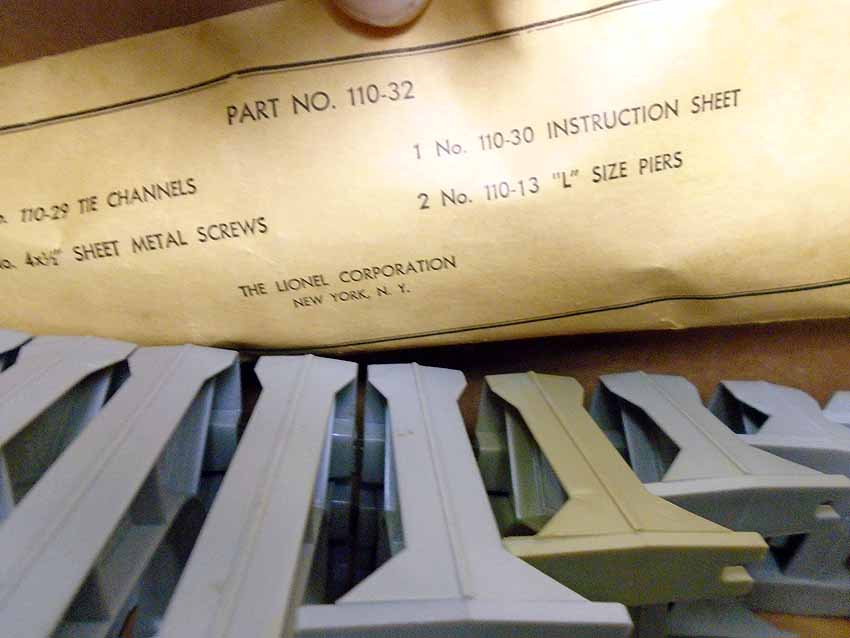 PART NO. 110-32
1 No. 110-30 INSTRUCTION SHEET
2 No. 110-13 "L" SIZE PIERS
110-29 TIE CHANNELS
4x½" SHEET METAL SCREWS
THE LIONEL CORPORATION
NEW YORK, N. Y.